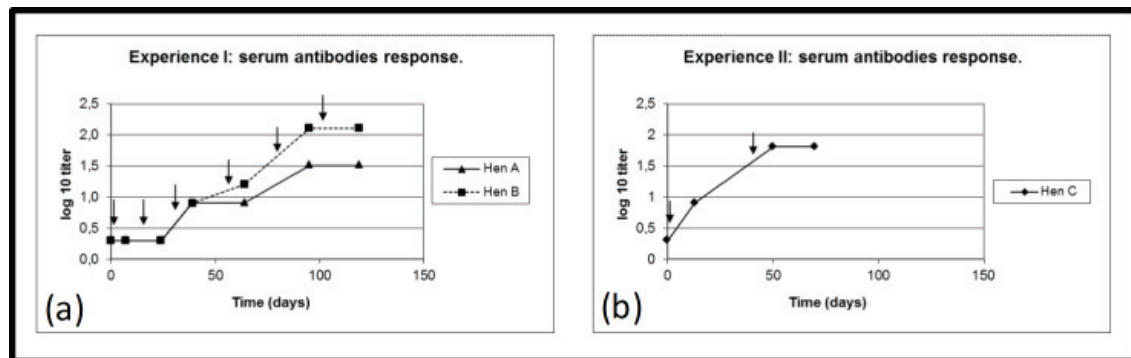 Experience I: serum antibodies response.
2,5
2,0
1,5
1,0
0,5
0,0
log 10 titer
0 50 100 150
Time (days)
Hen A
Hen B
(a)
Experience II: serum antibodies response.
2,5
2
1,5
1
0,5
0
log 10 titer
0 50 100 150
Time (days)
Hen C
(b)